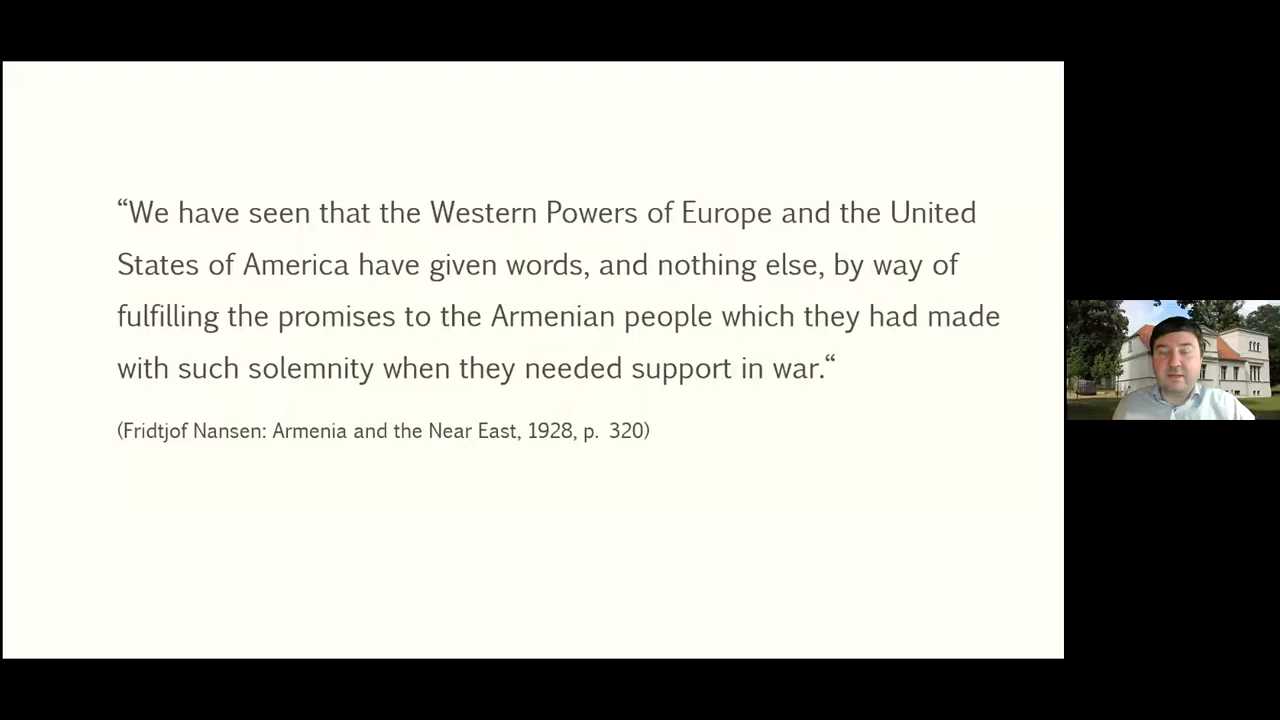 “We have seen that the Western Powers of Europe and the United
States of America have given words, and nothing else, by way of
fulfilling the promises to the Armenian people which they had made
with such solemnity when they needed support in war.“
(Fridtjof Nansen: Armenia and the Near East, 1928, p. 320)